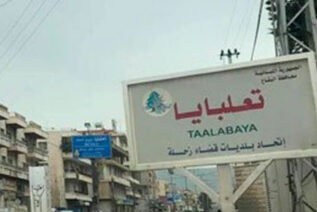 الجمهورية اللبنانية
محافظة البقاع
تعلبايا
TAALABAYA
إتحاد بلديات قضاء زحلة